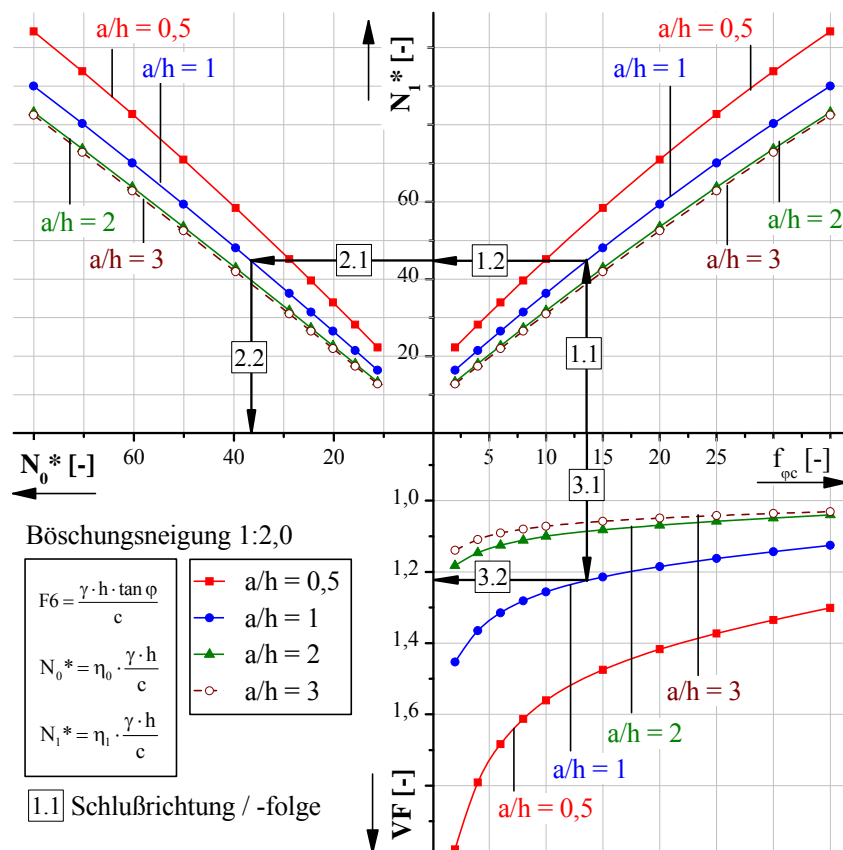 a/h = 0,5
a/h = 1
a/h = 2
a/h = 3
N₁* [-]
a/h = 0,5
a/h = 1
a/h = 2
a/h = 3
60
40
20
2.1
1.2
2.2
1.1
3.1
3.2
N₀* [-]
60
40
20
5
10
15
20
25
f_φc [-]
1,0
1,2
1,4
1,6
VF [-]
a/h = 3
a/h = 2
a/h = 1
a/h = 0,5
Böschungsneigung 1:2,0
F6 = γ·h·tan φ / c
N₀* = η₀ · γ·h / c
N₁* = η₁ · γ·h / c
a/h = 0,5
a/h = 1
a/h = 2
a/h = 3
1.1 Schlußrichtung / -folge